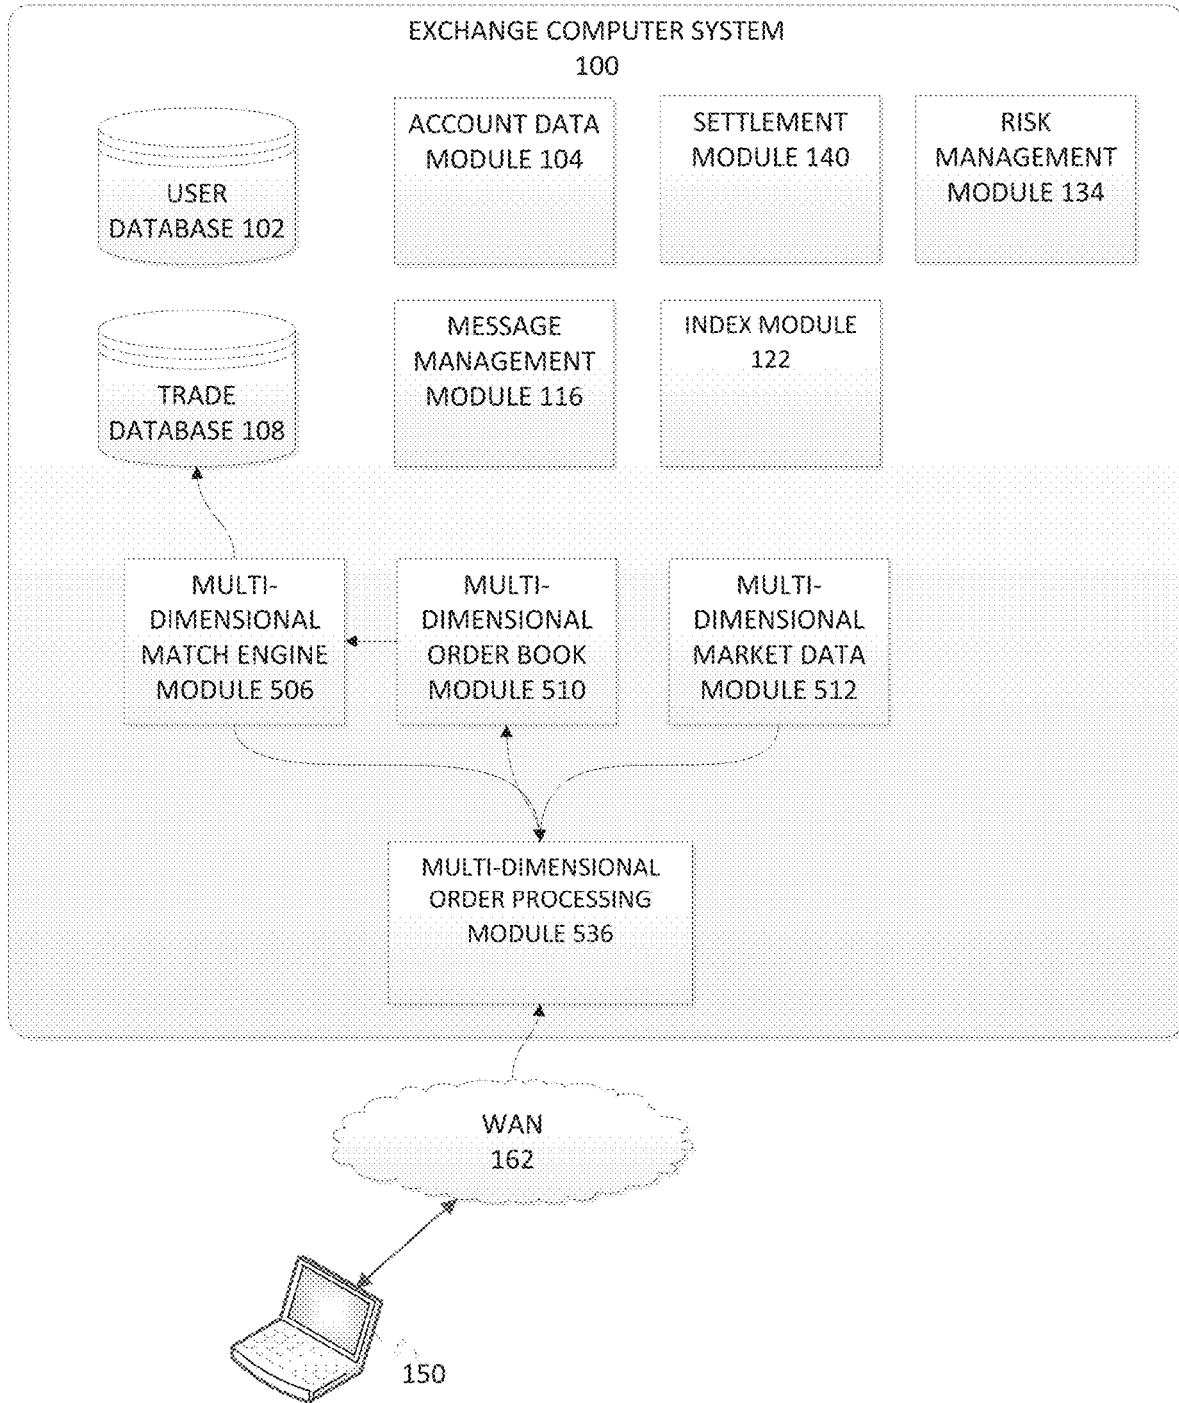 EXCHANGE COMPUTER SYSTEM
100
USER
DATABASE 102
ACCOUNT DATA
MODULE 104
SETTLEMENT
MODULE 140
RISK
MANAGEMENT
MODULE 134
TRADE
DATABASE 108
MESSAGE
MANAGEMENT
MODULE 116
INDEX MODULE
122
MULTI-
DIMENSIONAL
MATCH ENGINE
MODULE 506
MULTI-
DIMENSIONAL
ORDER BOOK
MODULE 510
MULTI-
DIMENSIONAL
MARKET DATA
MODULE 512
MULTI-DIMENSIONAL
ORDER PROCESSING
MODULE 536
WAN
162
150